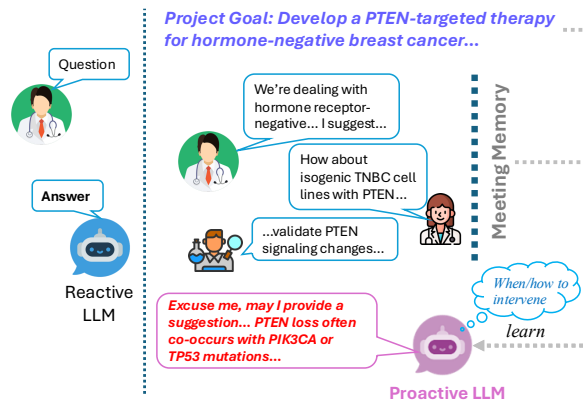 Project Goal: Develop a PTEN-targeted therapy
for hormone-negative breast cancer...
Question
We're dealing with
hormone receptor-
negative... I suggest...
How about
isogenic TNBC cell
lines with PTEN...
Answer
...validate PTEN
signaling changes...
Meeting Memory
Reactive
LLM
Excuse me, may I provide a
suggestion... PTEN loss often
co-occurs with PIK3CA or
TP53 mutations...
When/how to
intervene
learn
Proactive LLM